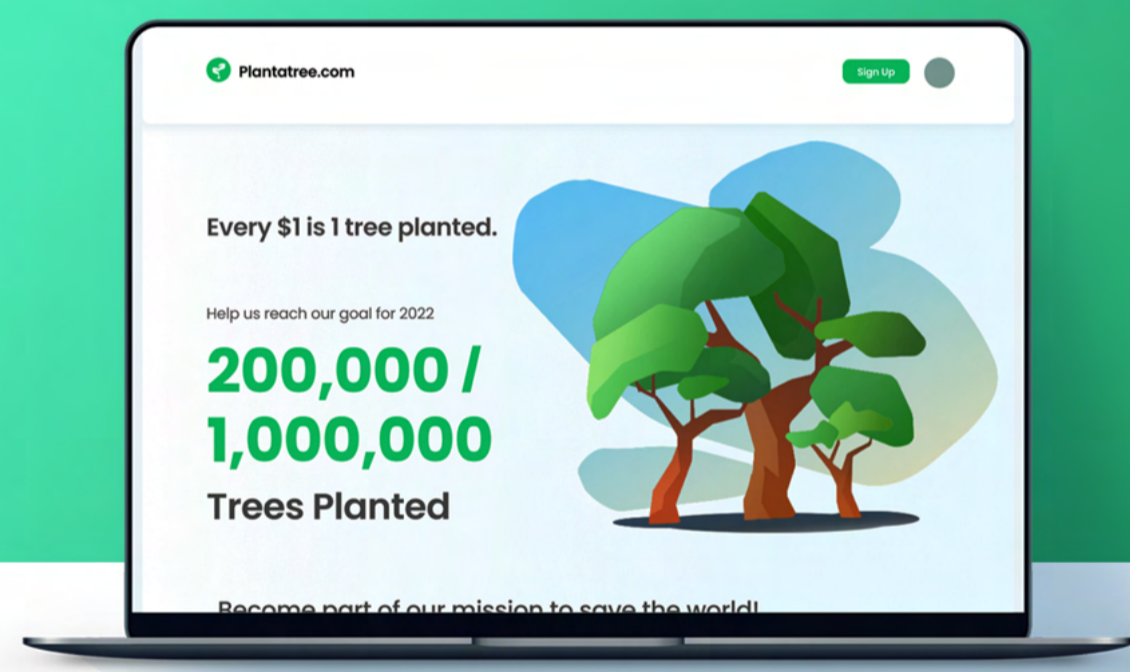 Plantatree.com
Sign Up
Every $1 is 1 tree planted.
Help us reach our goal for 2022
200,000 /
1,000,000
Trees Planted
Become part of our mission to save the world!